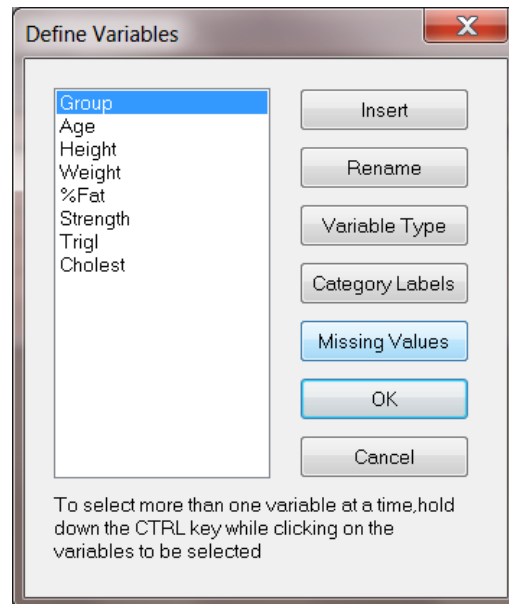 Define Variables
X
Group
Age
Height
Weight
%Fat
Strength
Trigl
Cholest
Insert
Rename
Variable Type
Category Labels
Missing Values
OK
Cancel
To select more than one variable at a time,hold
down the CTRL key while clicking on the
variables to be selected